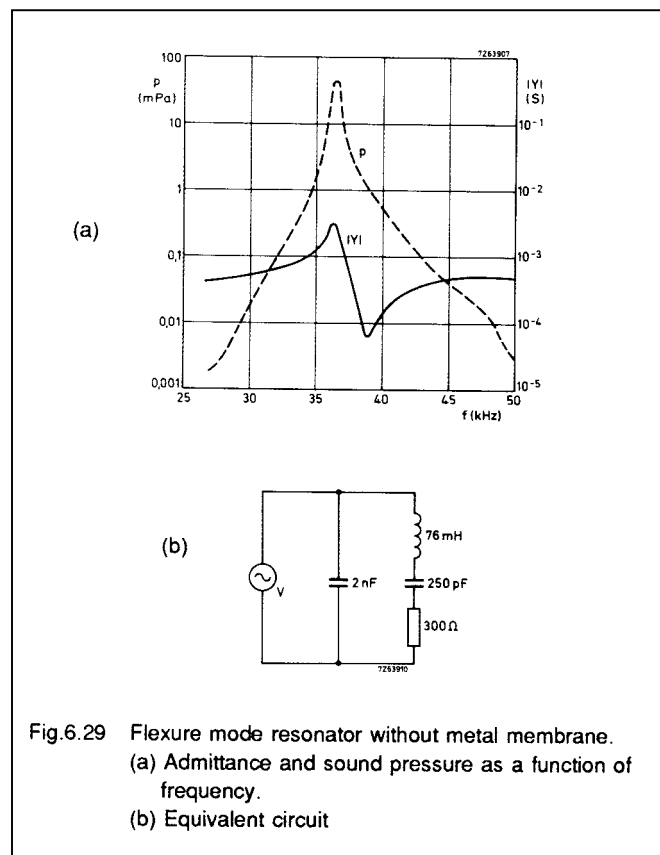 7Z63907
100
10
1
0,1
0,01
0,001
p
(mPa)
|Y|
(S)
10⁻¹
10⁻²
10⁻³
10⁻⁴
10⁻⁵
p
|Y|
(a)
25 30 35 40 45 50
f (kHz)
(b)
V
2 nF
76 mH
250 pF
300 Ω
7Z63910
Fig.6.29 Flexure mode resonator without metal membrane.
(a) Admittance and sound pressure as a function of
frequency.
(b) Equivalent circuit